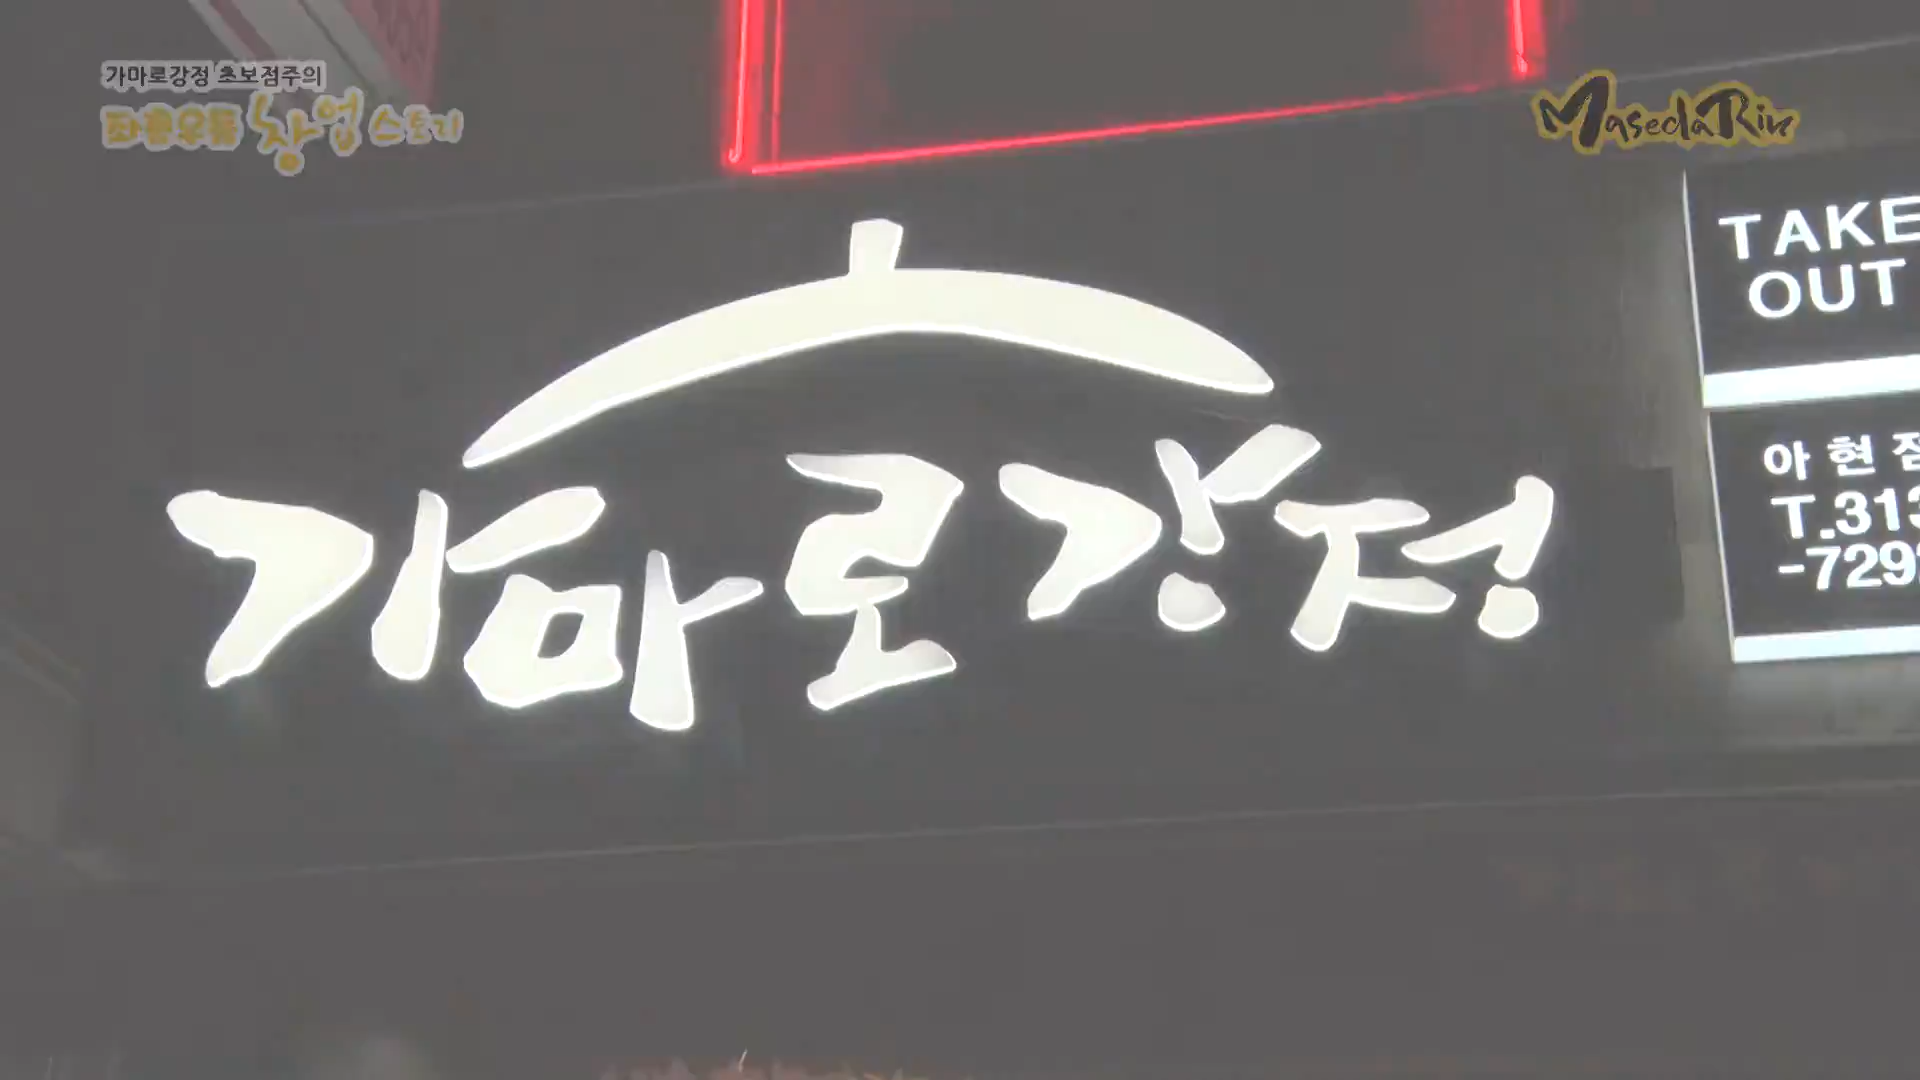 가마로강정 초보점주의
좌충우돌 창업 스토리
MasedaRin
TAKE
OUT
가마로강정
아현점
T.313
-729